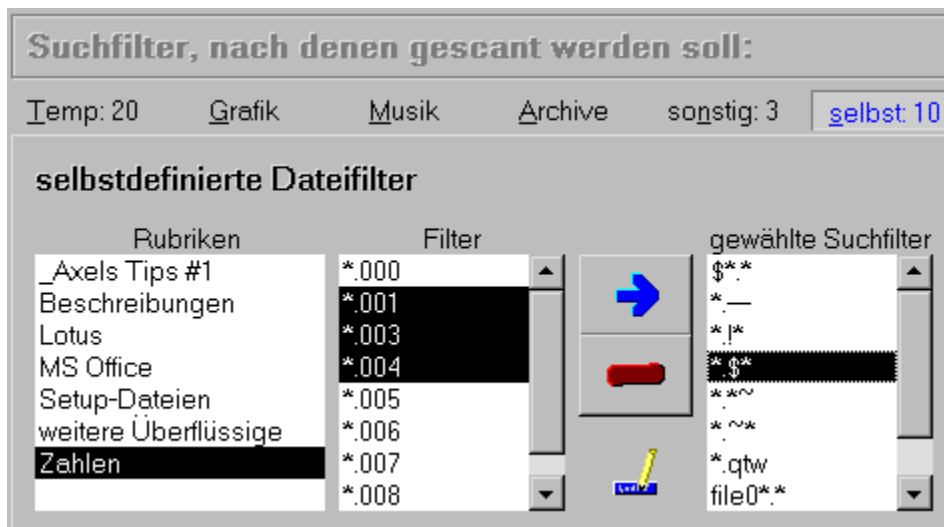 Suchfilter, nach denen gescant werden soll:
Temp: 20 Grafik Musik Archive sonstig: 3 selbst: 10
selbstdefinierte Dateifilter
Rubriken Filter gewählte Suchfilter
_Axels Tips #1 *.000 $*.*
Beschreibungen *.001 *.—
Lotus *.003 *.!*
MS Office *.004 *.$*
Setup-Dateien *.005 *.*~
weitere Überflüssige *.006 *.~*
Zahlen *.007 *.qtw
*.008 file0*.*